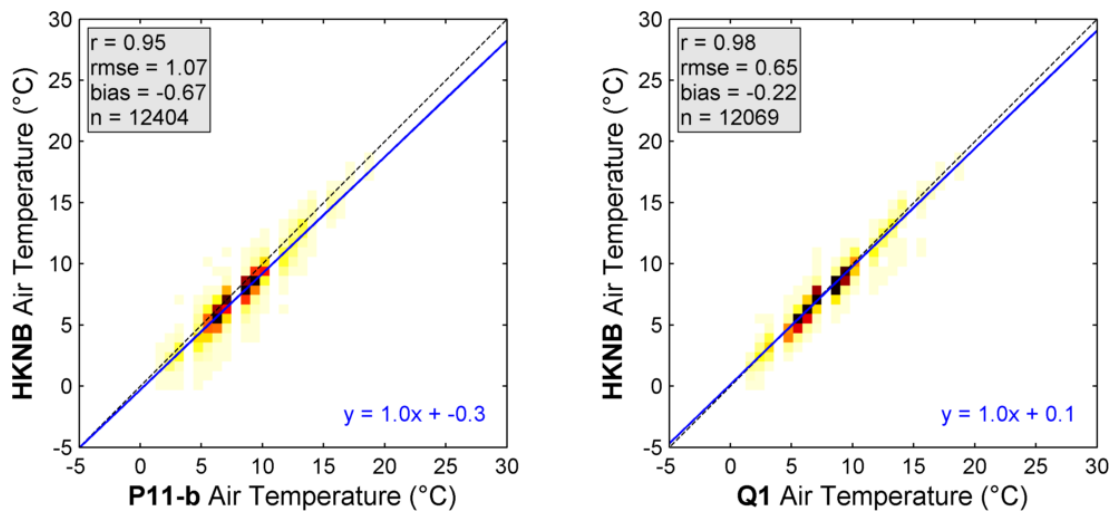 30
25
20
15
10
5
0
-5
HKNB Air Temperature (°C)
r = 0.95
rmse = 1.07
bias = -0.67
n = 12404
y = 1.0x + -0.3
-5 0 5 10 15 20 25 30
P11-b Air Temperature (°C)
30
25
20
15
10
5
0
-5
HKNB Air Temperature (°C)
r = 0.98
rmse = 0.65
bias = -0.22
n = 12069
y = 1.0x + 0.1
-5 0 5 10 15 20 25 30
Q1 Air Temperature (°C)